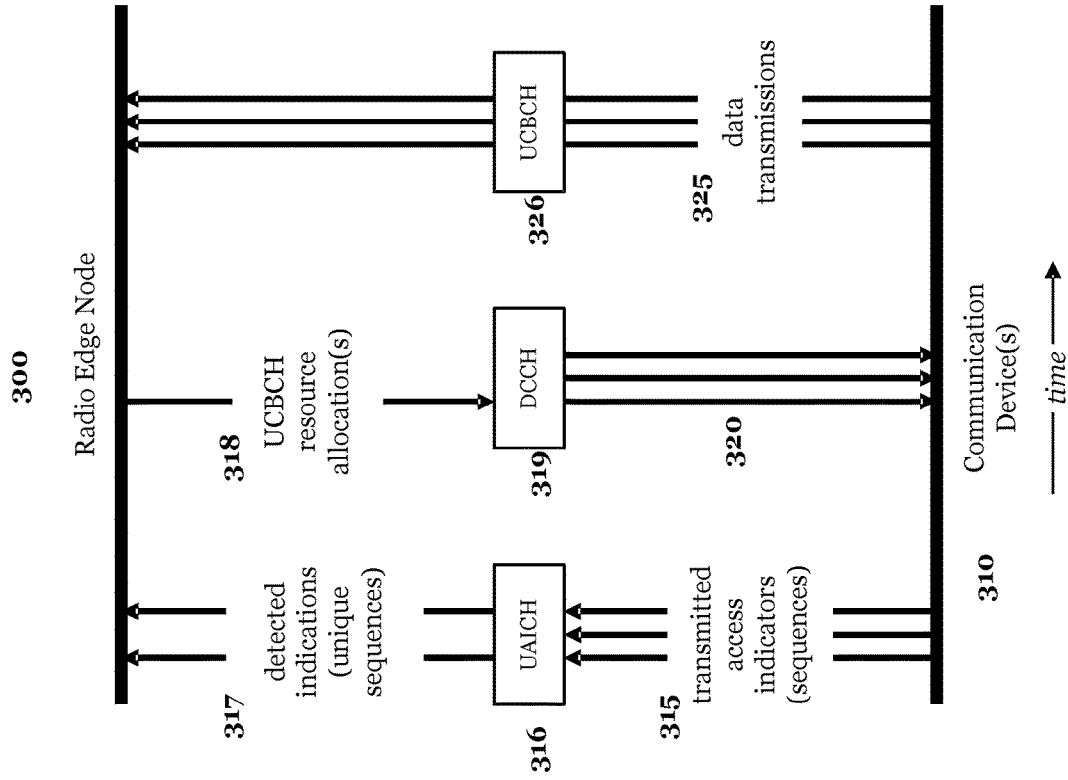 300
Radio Edge Node
317
detected
indications
(unique
sequences)
318
UCBCH
resource
allocation(s)
316
UAICH
319
DCCH
326
UCBCH
315
transmitted
access
indicators
(sequences)
320
325
data
transmissions
310
Communication
Device(s)
time